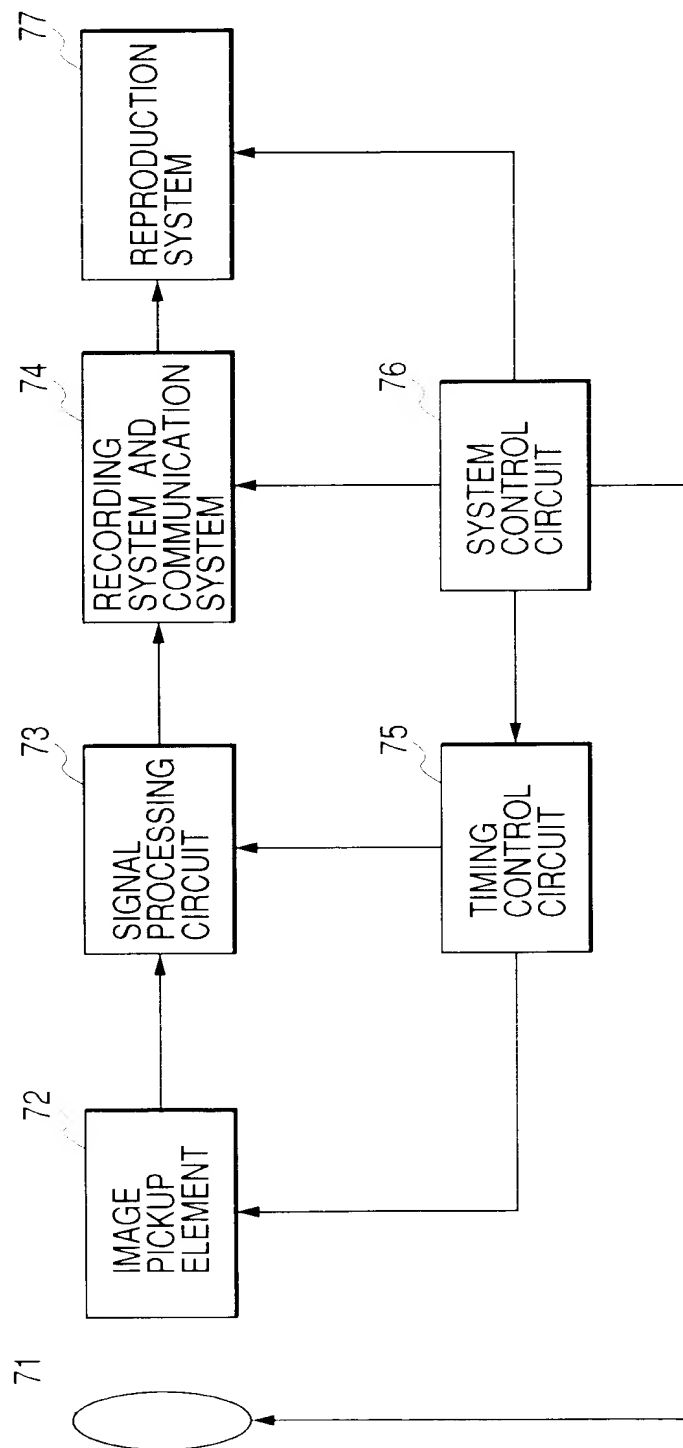 71
72
IMAGE
PICKUP
ELEMENT
73
SIGNAL
PROCESSING
CIRCUIT
74
RECORDING
SYSTEM AND
COMMUNICATION
SYSTEM
77
REPRODUCTION
SYSTEM
75
TIMING
CONTROL
CIRCUIT
76
SYSTEM
CONTROL
CIRCUIT